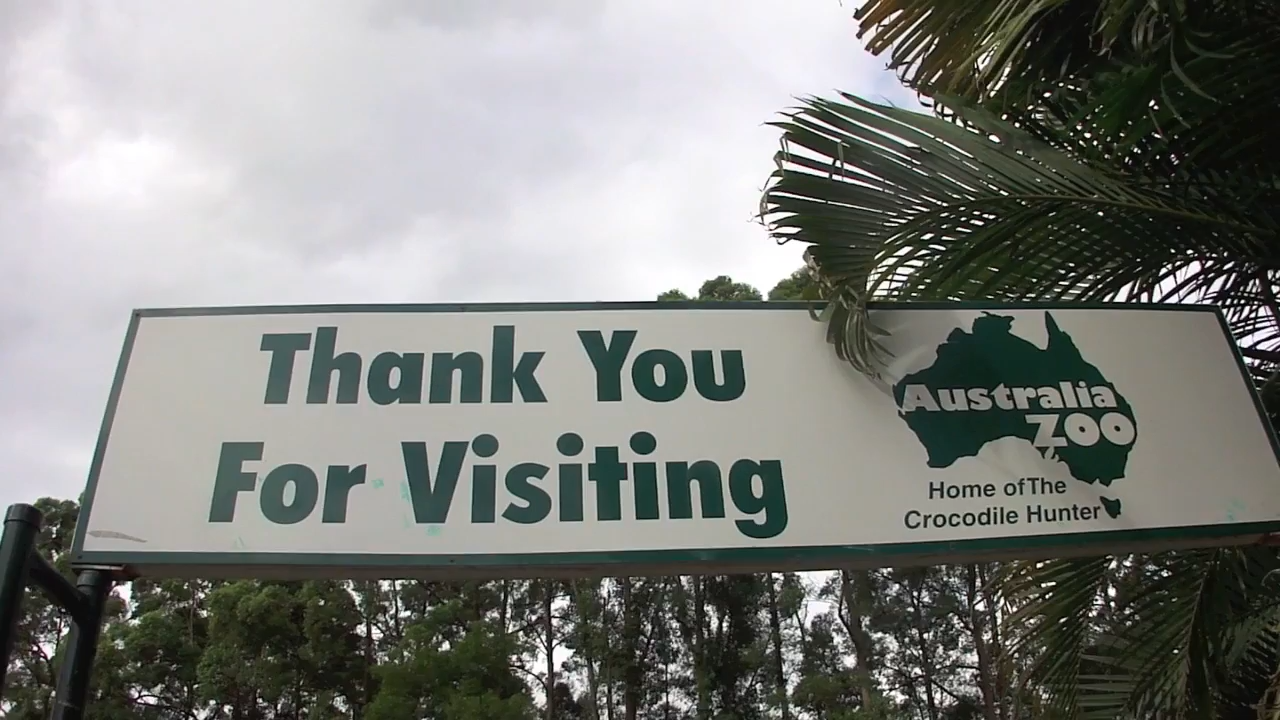 Thank You
For Visiting
Australia
ZOO
Home ofThe
Crocodile Hunter